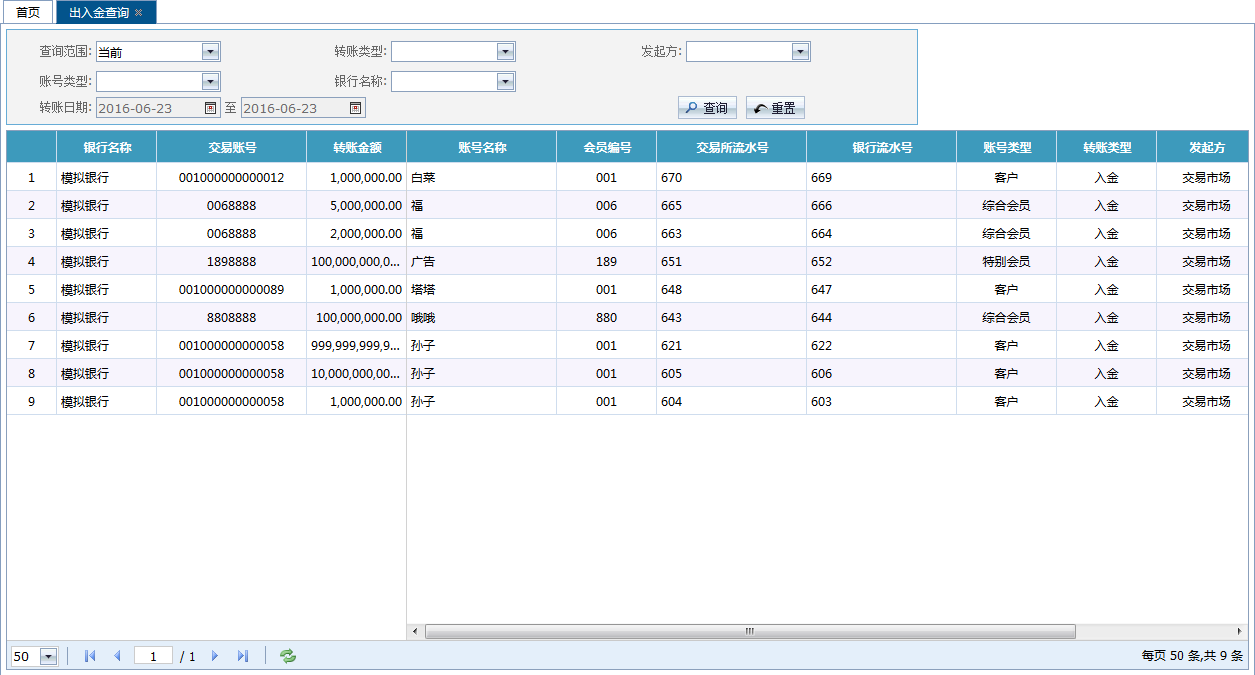 首页 出入金查询
查询范围: 当前 转账类型: 发起方:
账号类型: 银行名称:
转账日期: 2016-06-23 至 2016-06-23 查询 重置
银行名称 交易账号 转账金额 账号名称 会员编号 交易所流水号 银行流水号 账号类型 转账类型 发起方
1 模拟银行 001000000000012 1,000,000.00 白菜 001 670 669 客户 入金 交易市场
2 模拟银行 0068888 5,000,000.00 福 006 665 666 综合会员 入金 交易市场
3 模拟银行 0068888 2,000,000.00 福 006 663 664 综合会员 入金 交易市场
4 模拟银行 1898888 100,000,000,0... 广告 189 651 652 特别会员 入金 交易市场
5 模拟银行 001000000000089 1,000,000.00 塔塔 001 648 647 客户 入金 交易市场
6 模拟银行 8808888 100,000,000.00 哦哦 880 643 644 综合会员 入金 交易市场
7 模拟银行 001000000000058 999,999,999,9... 孙子 001 621 622 客户 入金 交易市场
8 模拟银行 001000000000058 10,000,000,00... 孙子 001 605 606 客户 入金 交易市场
9 模拟银行 001000000000058 1,000,000.00 孙子 001 604 603 客户 入金 交易市场
50 1 / 1 每页 50 条,共 9 条